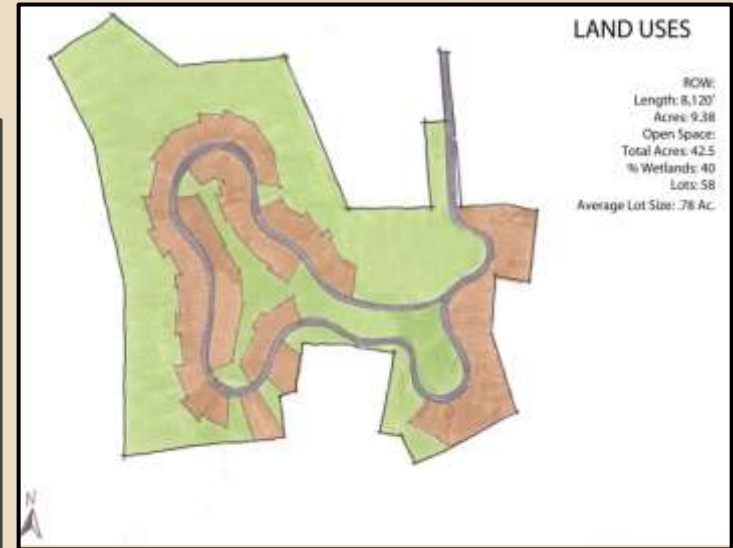 LAND USES
ROW:
Length: 8,120'
Acres: 9.38
Open Space:
Total Acres: 42.5
% Wetlands: 40
Lots: 58
Average Lot Size: .78 Ac.
N